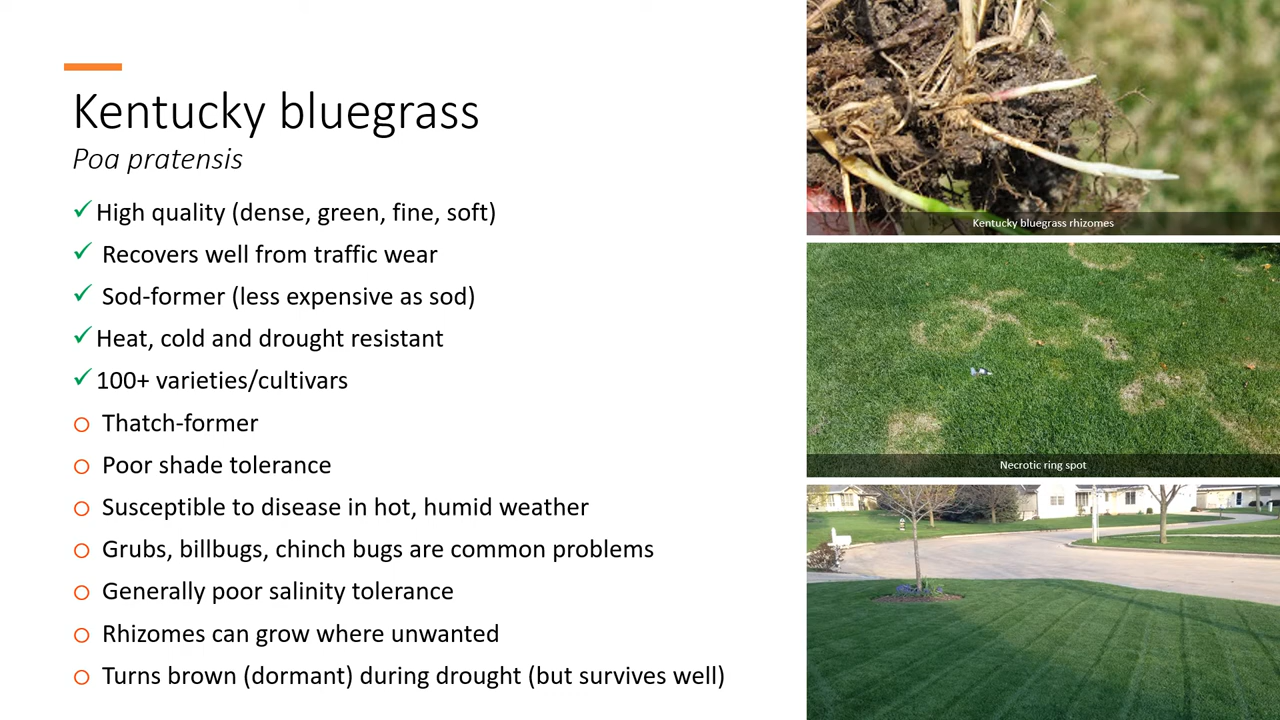 Kentucky bluegrass
Poa pratensis
✓ High quality (dense, green, fine, soft)
✓ Recovers well from traffic wear
✓ Sod-former (less expensive as sod)
✓ Heat, cold and drought resistant
✓ 100+ varieties/cultivars
o Thatch-former
o Poor shade tolerance
o Susceptible to disease in hot, humid weather
o Grubs, billbugs, chinch bugs are common problems
o Generally poor salinity tolerance
o Rhizomes can grow where unwanted
o Turns brown (dormant) during drought (but survives well)
Kentucky bluegrass rhizomes
Necrotic ring spot